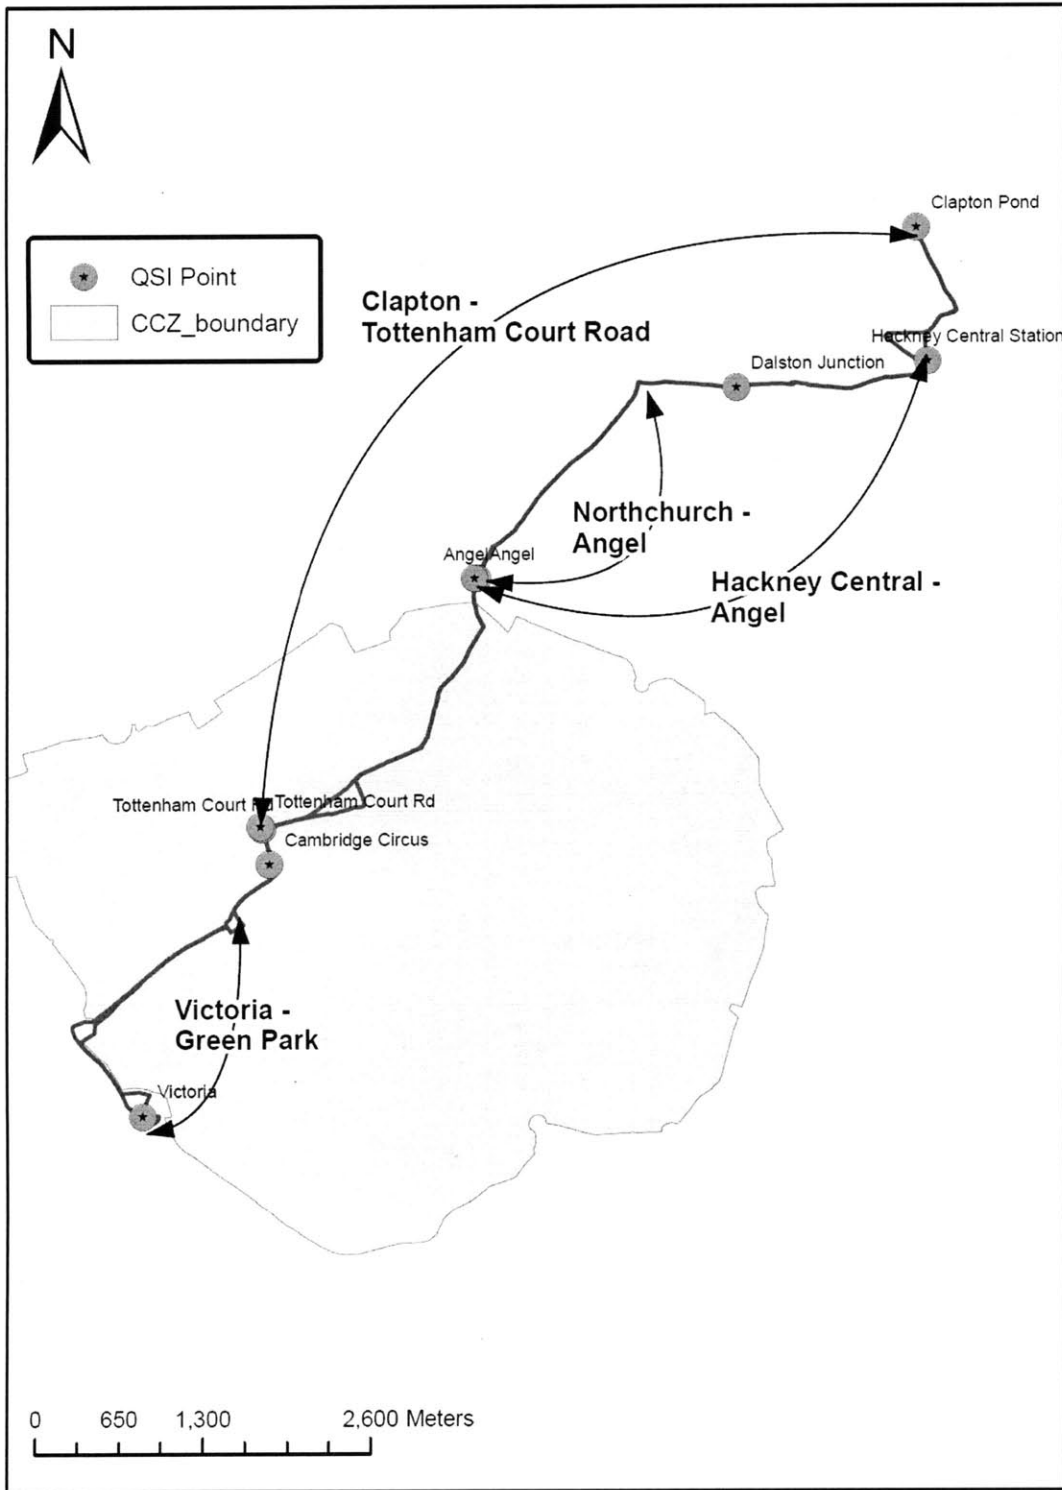 N
Clapton Pond
QSI Point
CCZ_boundary
Clapton -
Tottenham Court Road
Hackney Central Station
Dalston Junction
Northchurch -
Angel
AngelAngel
Hackney Central -
Angel
Tottenham Court Rd
Tottenham Court Rd
Cambridge Circus
Victoria -
Green Park
Victoria
0 650 1,300 2,600 Meters